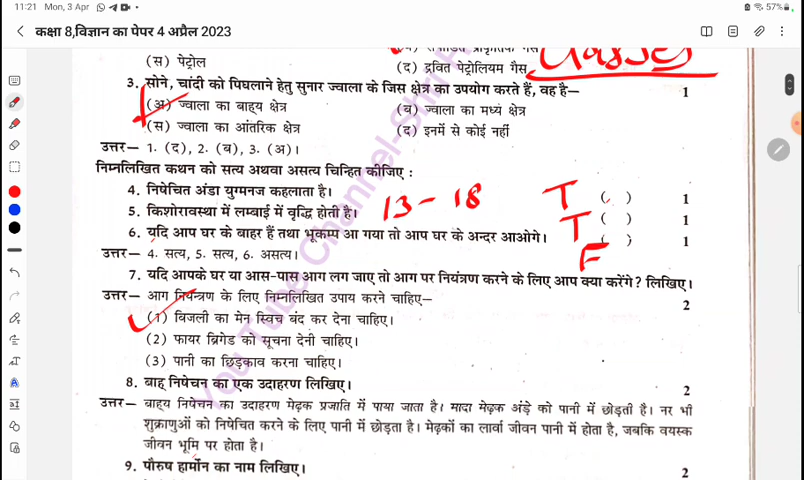 11:21 Mon, 3 Apr
57%
कक्षा 8,विज्ञान का पेपर 4 अप्रैल 2023
(स) पेट्रोल
(द) द्रवित पेट्रोलियम गैस
Classes
3. सोने, चांदी को पिघलाने हेतु सुनार ज्वाला के जिस क्षेत्र का उपयोग करते हैं, वह है— 1
(अ) ज्वाला का बाह्य क्षेत्र (ब) ज्वाला का मध्य क्षेत्र
(स) ज्वाला का आंतरिक क्षेत्र (द) इनमें से कोई नहीं
उत्तर— 1. (द), 2. (ब), 3. (अ)।
निम्नलिखित कथन को सत्य अथवा असत्य चिन्हित कीजिए :
4. निषेचित अंडा युग्मनज कहलाता है। T ( ) 1
5. किशोरावस्था में लम्बाई में वृद्धि होती है। 13 - 18 T ( ) 1
6. यदि आप घर के बाहर हैं तथा भूकम्प आ गया तो आप घर के अन्दर आओगे। F ( ) 1
उत्तर— 4. सत्य, 5. सत्य, 6. असत्य।
7. यदि आपके घर या आस-पास आग लग जाए तो आग पर नियंत्रण करने के लिए आप क्या करेंगे? लिखिए।
उत्तर— आग नियन्त्रण के लिए निम्नलिखित उपाय करने चाहिए— 2
(1) बिजली का मेन स्विच बंद कर देना चाहिए।
(2) फायर ब्रिगेड को सूचना देनी चाहिए।
(3) पानी का छिड़काव करना चाहिए।
8. बाह् निषेचन का एक उदाहरण लिखिए। 2
उत्तर— बाह्य निषेचन का उदाहरण मेढ़क प्रजाति में पाया जाता है। मादा मेढ़क अंड़े को पानी में छोड़ती है। नर भी
शुक्राणुओं को निषेचित करने के लिए पानी में छोड़ता है। मेढ़कों का लार्वा जीवन पानी में होता है, जबकि वयस्क
जीवन भूमि पर होता है।
9. पौरुष हार्मोन का नाम लिखिए। 2
You Tube Channel-Shri